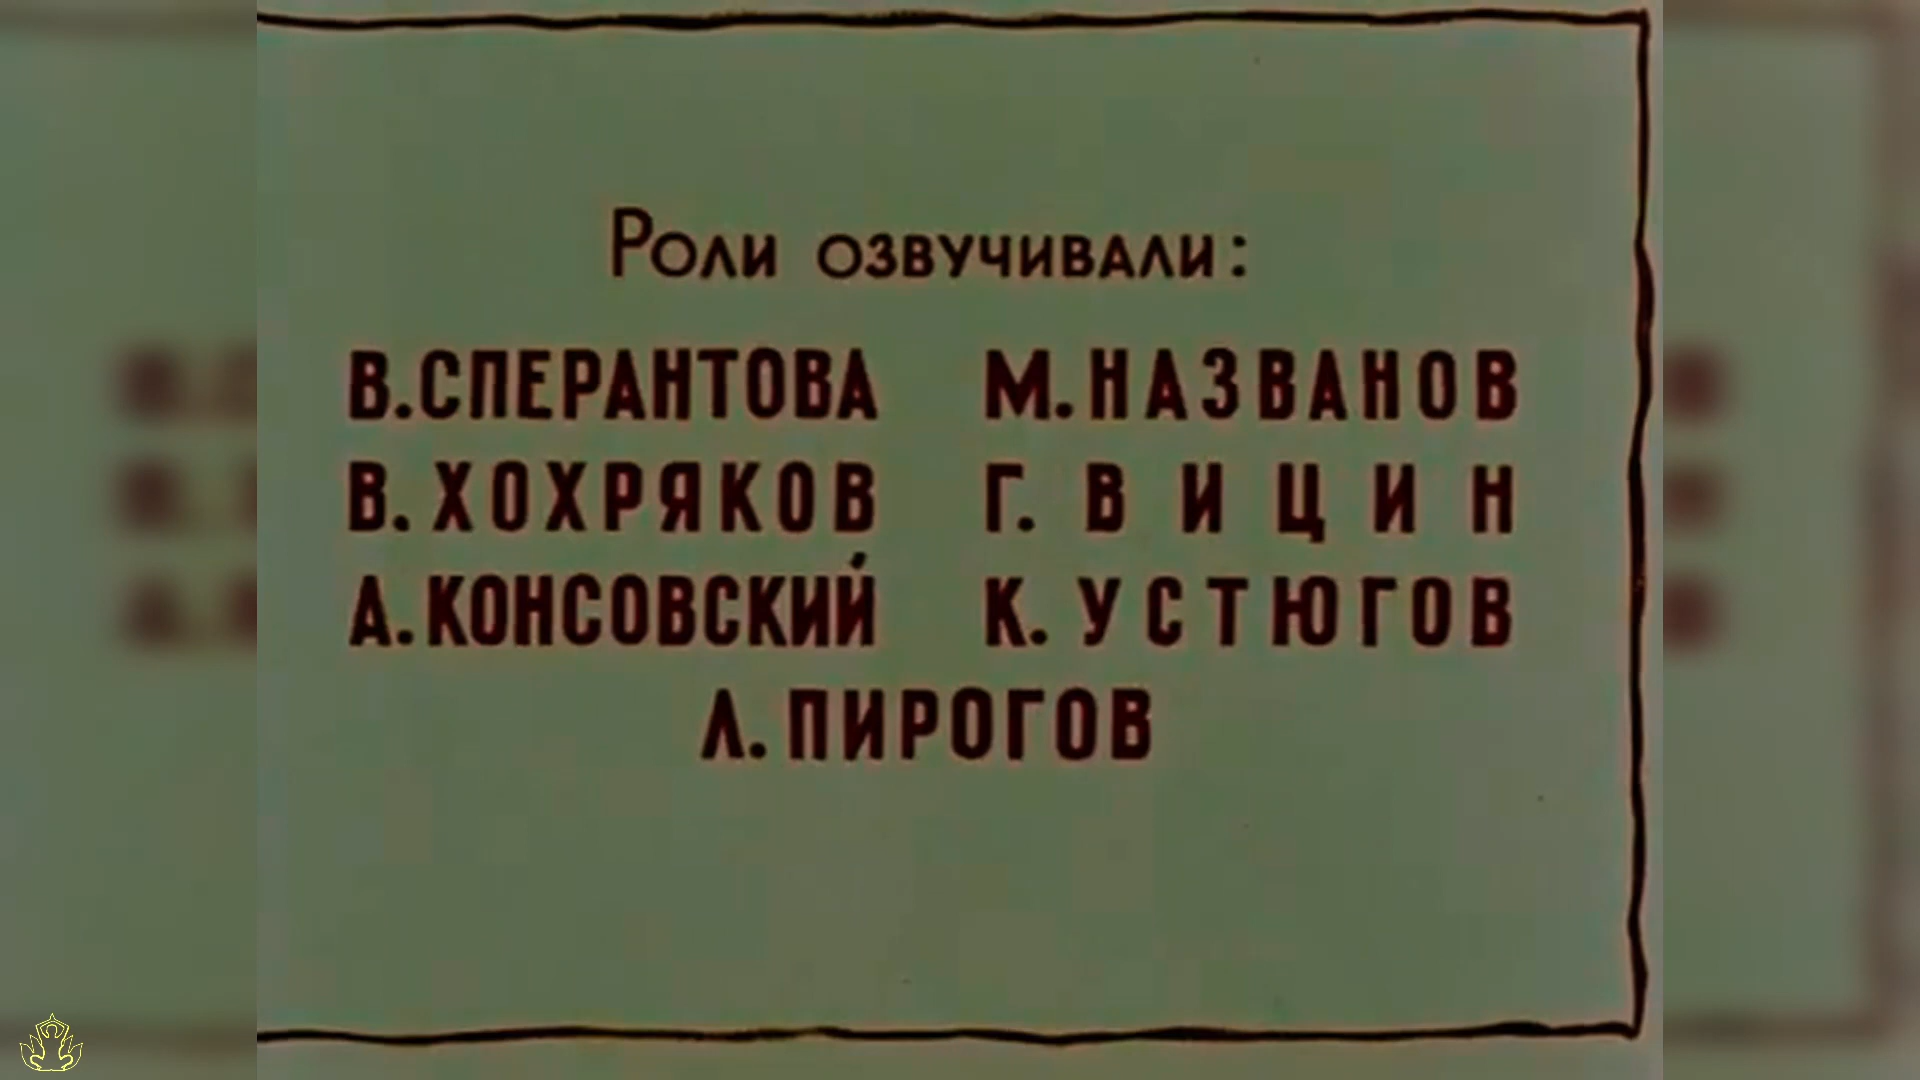 Роли озвучивали:
В. СПЕРАНТОВА М. НАЗВАНОВ
В. ХОХРЯКОВ Г. ВИЦИН
А. КОНСОВСКИЙ К. УСТЮГОВ
Л. ПИРОГОВ